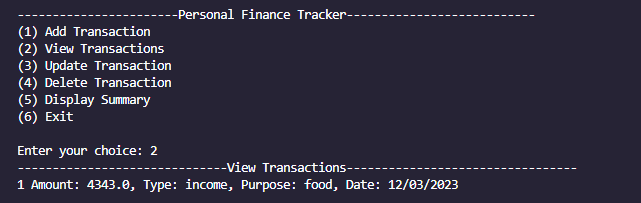 -----------------------Personal Finance Tracker---------------------------
(1) Add Transaction
(2) View Transactions
(3) Update Transaction
(4) Delete Transaction
(5) Display Summary
(6) Exit
Enter your choice: 2
------------------------------View Transactions---------------------------------
1 Amount: 4343.0, Type: income, Purpose: food, Date: 12/03/2023